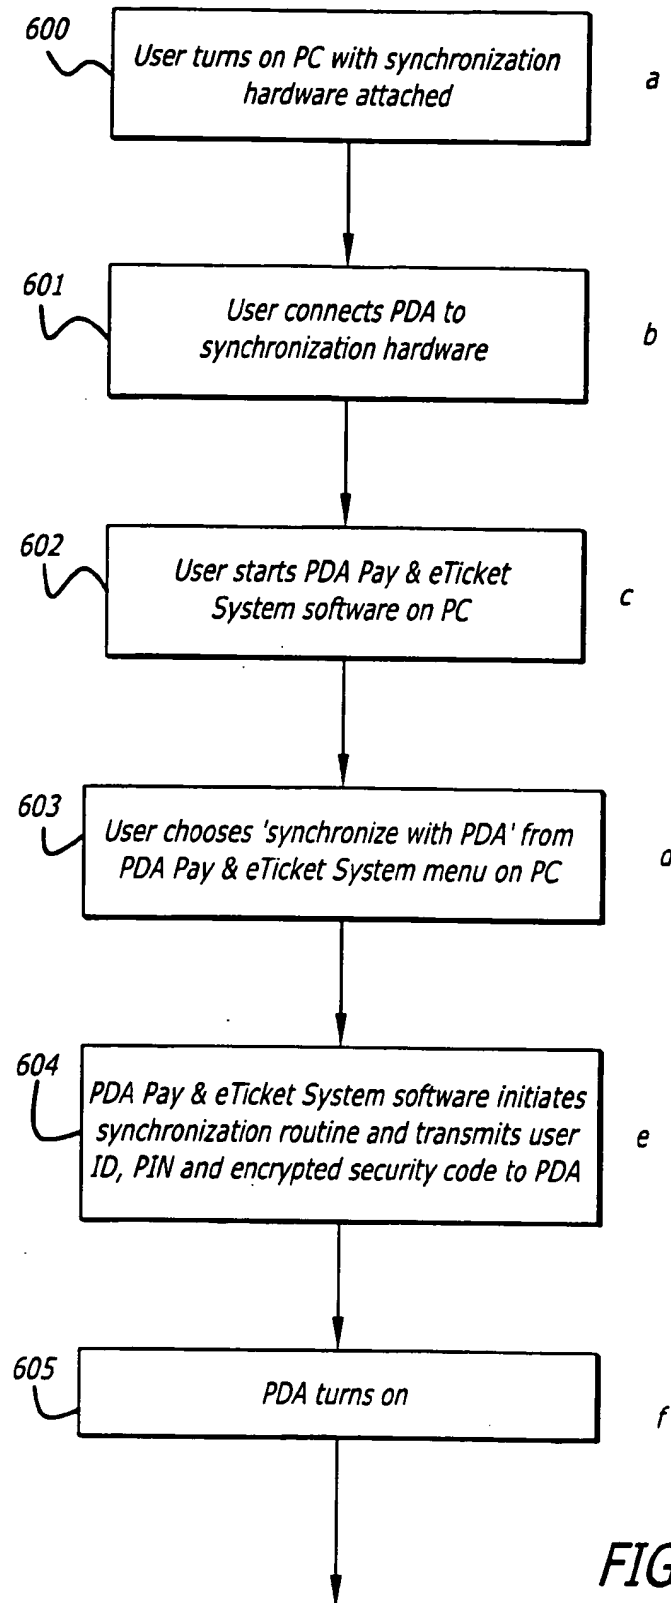 600
User turns on PC with synchronization
hardware attached
a
601
User connects PDA to
synchronization hardware
b
602
User starts PDA Pay & eTicket
System software on PC
c
603
User chooses 'synchronize with PDA' from
PDA Pay & eTicket System menu on PC
d
604
PDA Pay & eTicket System software initiates
synchronization routine and transmits user
ID, PIN and encrypted security code to PDA
e
605
PDA turns on
f
FIG